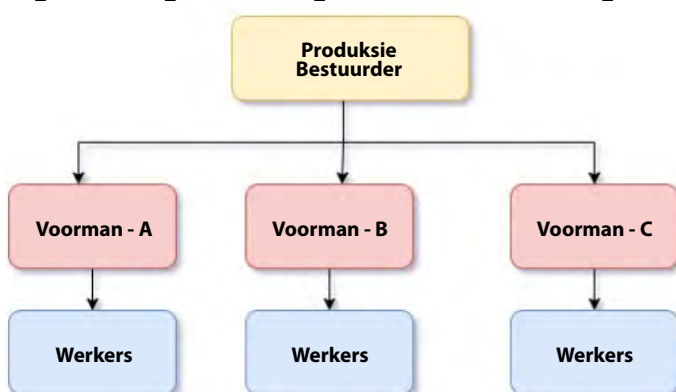 Produksie
Bestuurder
Voorman - A
Voorman - B
Voorman - C
Werkers
Werkers
Werkers